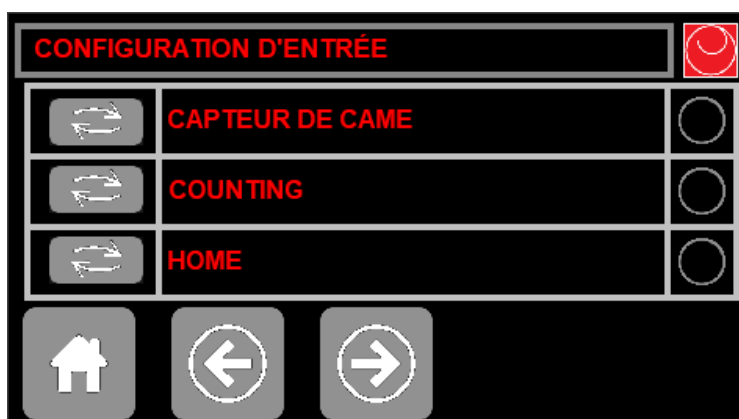 CONFIGURATION D'ENTRÉE
CAPTEUR DE CAME
COUNTING
HOME